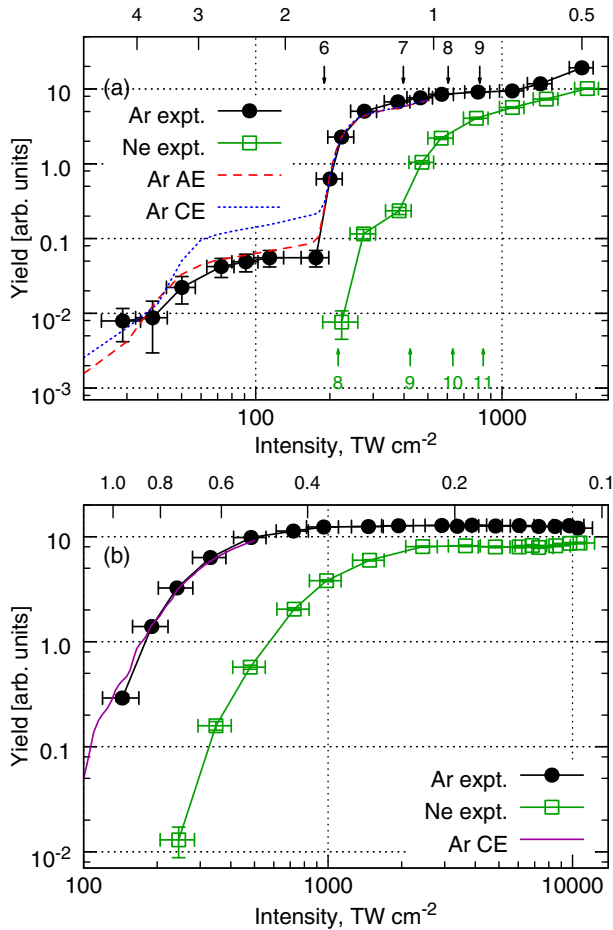 4 3 2 1 0.5
(a)
6 7 8 9
Ar expt.
Ne expt.
Ar AE
Ar CE
Yield [arb. units]
10
1.0
0.1
10-2
10-3
8 9 10 11
100 1000
Intensity, TW cm-2
1.0 0.8 0.6 0.4 0.2 0.1
(b)
Yield [arb. units]
10
1.0
0.1
10-2
Ar expt.
Ne expt.
Ar CE
100 1000 10000
Intensity, TW cm-2